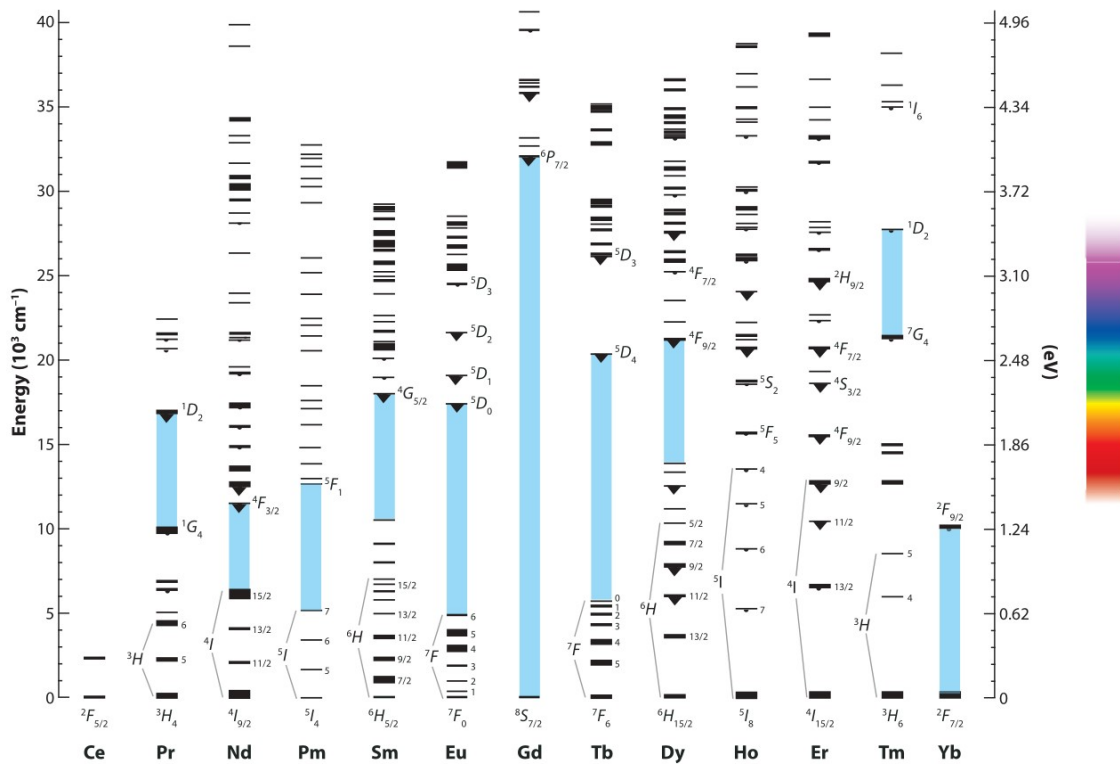 Energy (10³ cm⁻¹)
40
35
30
25
20
15
10
5
0
(eV)
4.96
4.34
3.72
3.10
2.48
1.86
1.24
0.62
0
²F₅/₂
Ce
¹D₂
¹G₄
6
5
³H
³H₄
Pr
⁴F₃/₂
15/2
13/2
11/2
⁴I
⁴I₉/₂
Nd
⁵F₁
7
6
5
⁵I
⁵I₄
Pm
⁴G₅/₂
15/2
13/2
11/2
9/2
7/2
⁶H
⁶H₅/₂
Sm
⁵D₃
⁵D₂
⁵D₁
⁵D₀
6
5
4
3
2
1
⁷F
⁷F₀
Eu
⁶P₇/₂
⁸S₇/₂
Gd
⁵D₃
⁵D₄
0
1
2
3
4
5
⁷F
⁷F₆
Tb
⁴F₇/₂
⁴F₉/₂
5/2
7/2
9/2
11/2
13/2
⁶H
⁶H₁₅/₂
Dy
⁵S₂
⁵F₅
4
5
6
7
⁵I
⁵I₈
Ho
²H₉/₂
⁴F₇/₂
⁴S₃/₂
⁴F₉/₂
9/2
11/2
13/2
⁴I
⁴I₁₅/₂
Er
¹I₆
¹D₂
⁷G₄
5
4
³H
³H₆
Tm
²F₉/₂
²F₇/₂
Yb